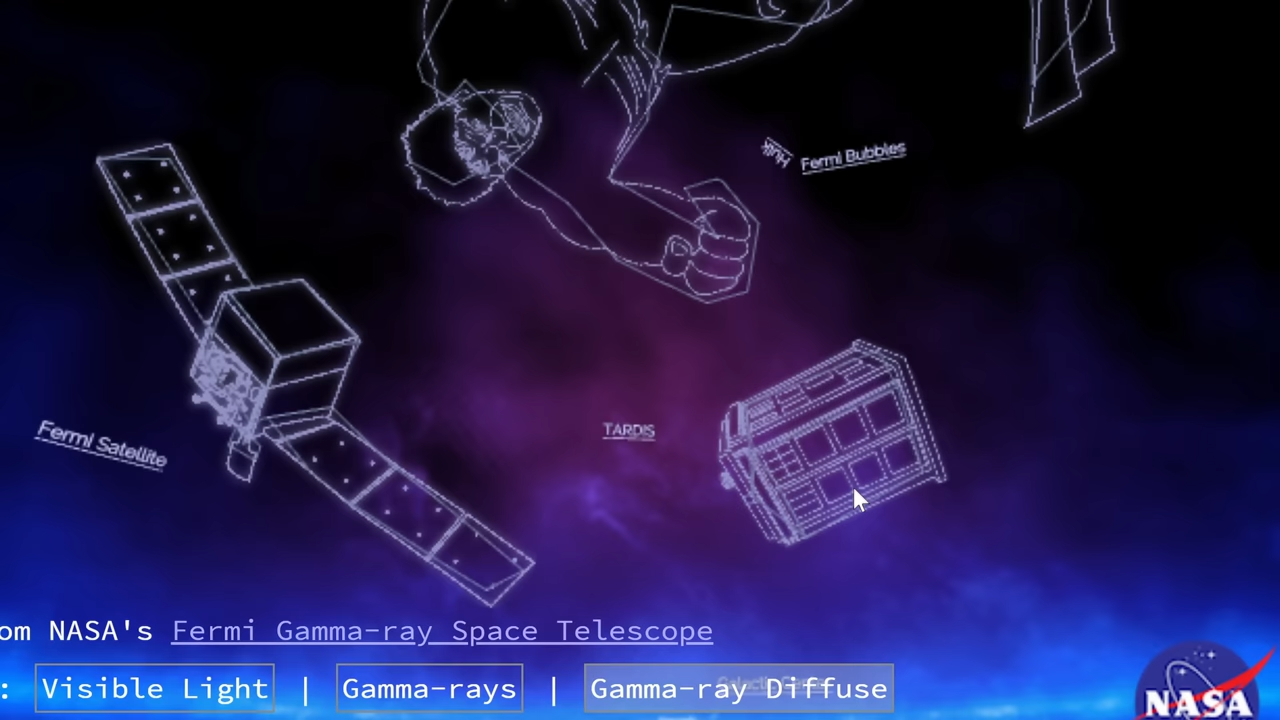 Hulk
Fermi Bubbles
Fermi Satellite
TARDIS
om NASA's Fermi Gamma-ray Space Telescope
: Visible Light | Gamma-rays | Gamma-ray Diffuse
NASA